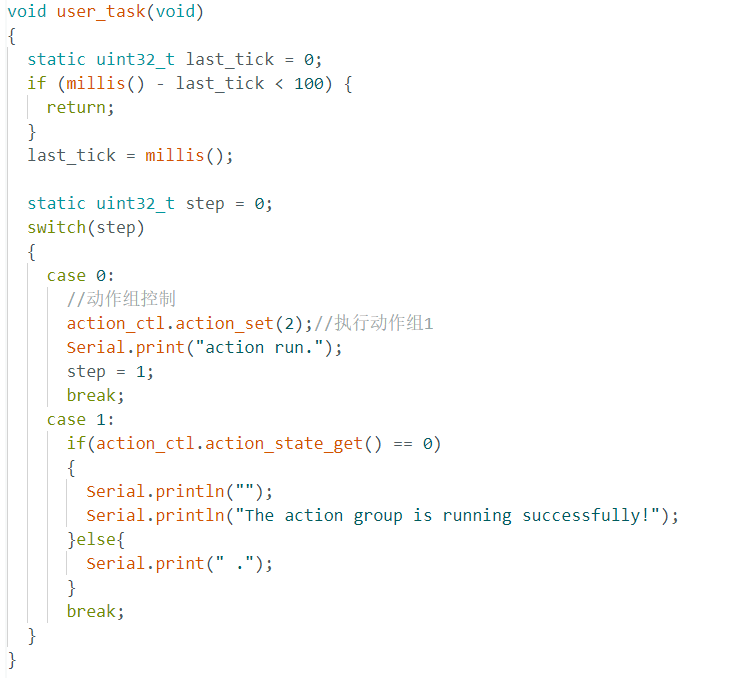 void user_task(void)
{
  static uint32_t last_tick = 0;
  if (millis() - last_tick < 100) {
    return;
  }
  last_tick = millis();

  static uint32_t step = 0;
  switch(step)
  {
    case 0:
      //动作组控制
      action_ctl.action_set(2);//执行动作组1
      Serial.print("action run.");
      step = 1;
      break;
    case 1:
      if(action_ctl.action_state_get() == 0)
      {
        Serial.println("");
        Serial.println("The action group is running successfully!");
      }else{
        Serial.print(" .");
      }
      break;
  }
}